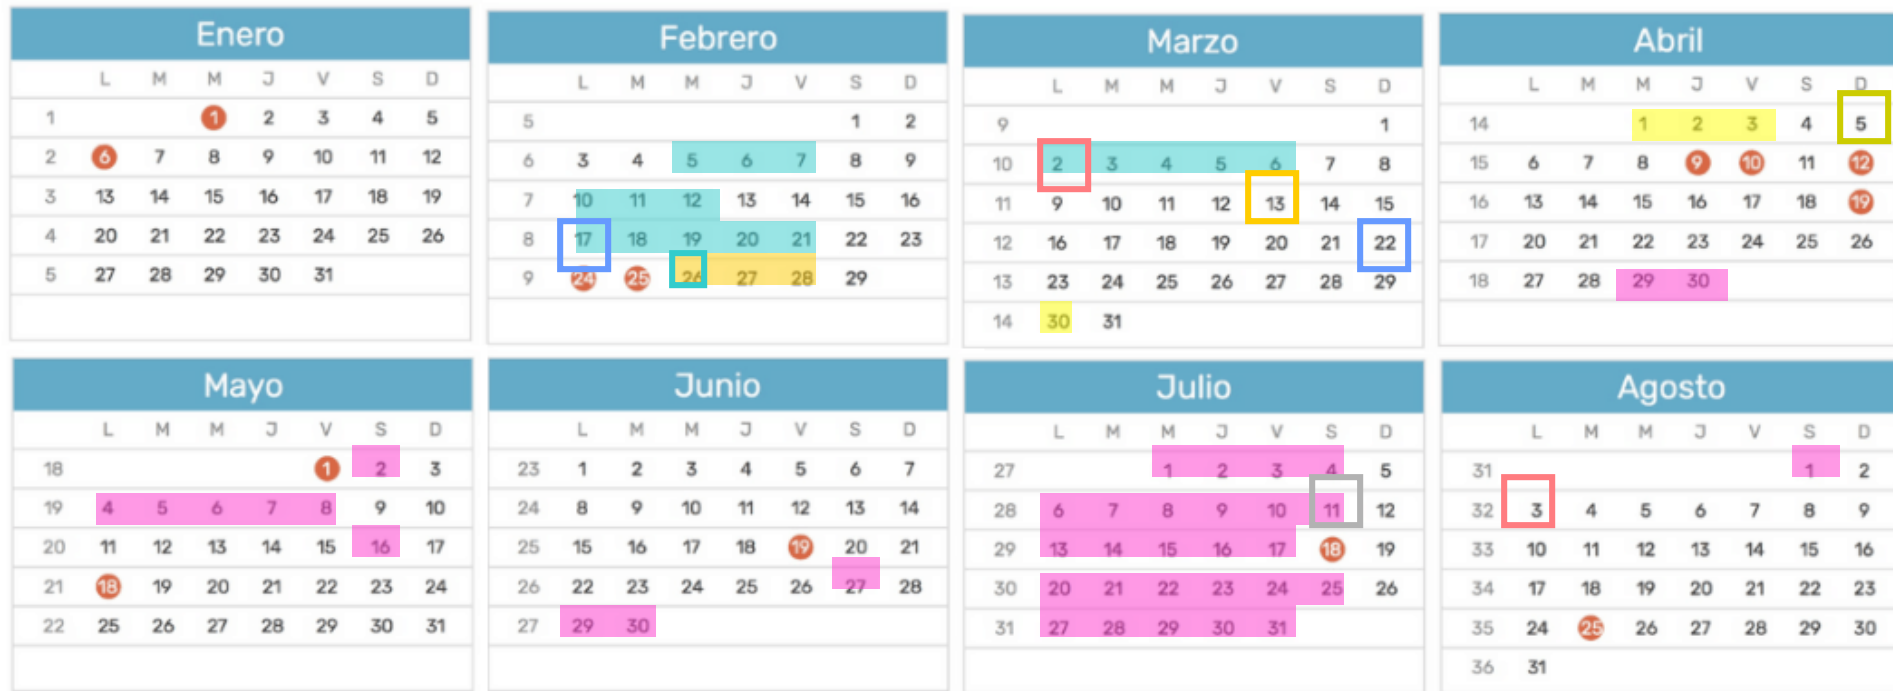 Enero
L M M J V S D
1 1 2 3 4 5
2 6 7 8 9 10 11 12
3 13 14 15 16 17 18 19
4 20 21 22 23 24 25 26
5 27 28 29 30 31
Febrero
L M M J V S D
5 1 2
6 3 4 5 6 7 8 9
7 10 11 12 13 14 15 16
8 17 18 19 20 21 22 23
9 24 25 26 27 28 29
Marzo
L M M J V S D
9 1
10 2 3 4 5 6 7 8
11 9 10 11 12 13 14 15
12 16 17 18 19 20 21 22
13 23 24 25 26 27 28 29
14 30 31
Abril
L M M J V S D
14 1 2 3 4 5
15 6 7 8 9 10 11 12
16 13 14 15 16 17 18 19
17 20 21 22 23 24 25 26
18 27 28 29 30
Mayo
L M M J V S D
18 1 2 3
19 4 5 6 7 8 9 10
20 11 12 13 14 15 16 17
21 18 19 20 21 22 23 24
22 25 26 27 28 29 30 31
Junio
L M M J V S D
23 1 2 3 4 5 6 7
24 8 9 10 11 12 13 14
25 15 16 17 18 19 20 21
26 22 23 24 25 26 27 28
27 29 30
Julio
L M M J V S D
27 1 2 3 4 5
28 6 7 8 9 10 11 12
29 13 14 15 16 17 18 19
30 20 21 22 23 24 25 26
31 27 28 29 30 31
Agosto
L M M J V S D
31 1 2
32 3 4 5 6 7 8 9
33 10 11 12 13 14 15 16
34 17 18 19 20 21 22 23
35 24 25 26 27 28 29 30
36 31